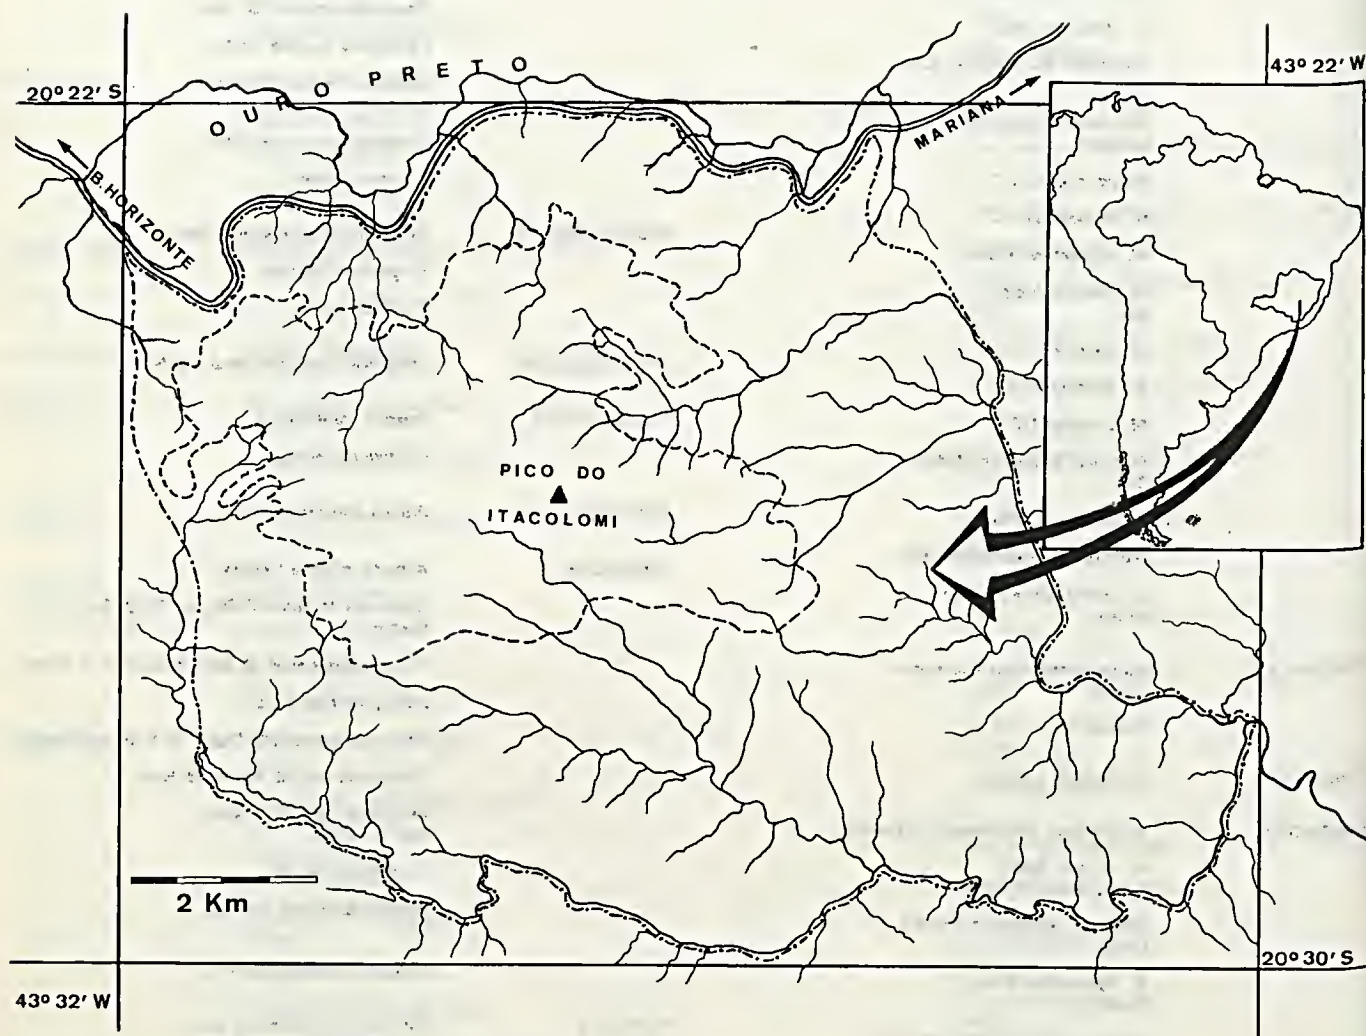 OURO PRETO
43º 22' W
20º 22' S
MARIANA
B. HORIZONTE
PICO DO
ITACOLOMI
2 Km
20º 30' S
43º 32' W